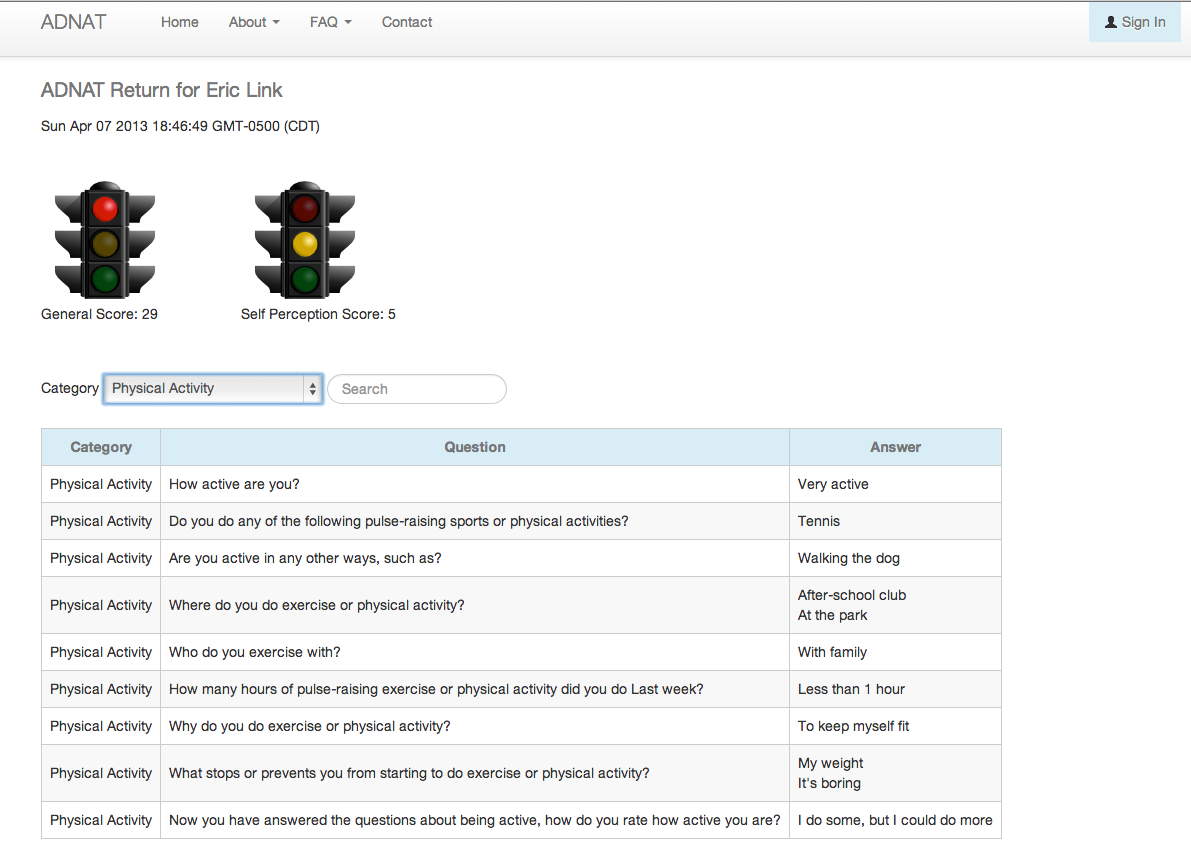 ADNAT Home About FAQ Contact Sign In
ADNAT Return for Eric Link
Sun Apr 07 2013 18:46:49 GMT-0500 (CDT)
General Score: 29 Self Perception Score: 5
Category Physical Activity Search
Category Question Answer
Physical Activity How active are you? Very active
Physical Activity Do you do any of the following pulse-raising sports or physical activities? Tennis
Physical Activity Are you active in any other ways, such as? Walking the dog
Physical Activity Where do you do exercise or physical activity? After-school club
At the park
Physical Activity Who do you exercise with? With family
Physical Activity How many hours of pulse-raising exercise or physical activity did you do Last week? Less than 1 hour
Physical Activity Why do you do exercise or physical activity? To keep myself fit
Physical Activity What stops or prevents you from starting to do exercise or physical activity? My weight
It's boring
Physical Activity Now you have answered the questions about being active, how do you rate how active you are? I do some, but I could do more